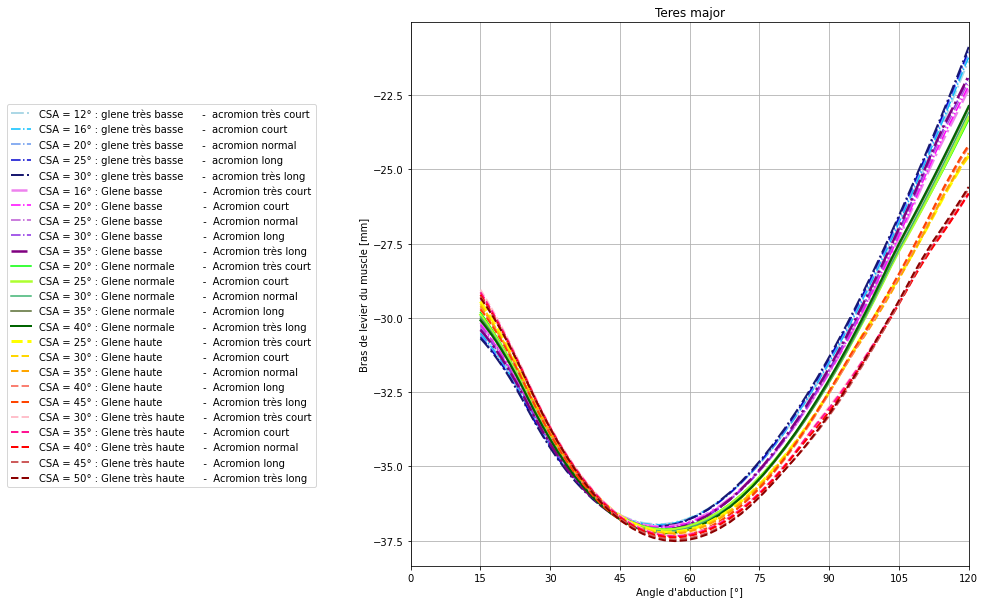 Teres major
CSA = 12° : glene très basse - acromion très court
CSA = 16° : glene très basse - acromion court
CSA = 20° : glene très basse - acromion normal
CSA = 25° : glene très basse - acromion long
CSA = 30° : glene très basse - acromion très long
CSA = 16° : Glene basse - Acromion très court
CSA = 20° : Glene basse - Acromion court
CSA = 25° : Glene basse - Acromion normal
CSA = 30° : Glene basse - Acromion long
CSA = 35° : Glene basse - Acromion très long
CSA = 20° : Glene normale - Acromion très court
CSA = 25° : Glene normale - Acromion court
CSA = 30° : Glene normale - Acromion normal
CSA = 35° : Glene normale - Acromion long
CSA = 40° : Glene normale - Acromion très long
CSA = 25° : Glene haute - Acromion très court
CSA = 30° : Glene haute - Acromion court
CSA = 35° : Glene haute - Acromion normal
CSA = 40° : Glene haute - Acromion long
CSA = 45° : Glene haute - Acromion très long
CSA = 30° : Glene très haute - Acromion très court
CSA = 35° : Glene très haute - Acromion court
CSA = 40° : Glene très haute - Acromion normal
CSA = 45° : Glene très haute - Acromion long
CSA = 50° : Glene très haute - Acromion très long
Bras de levier du muscle [mm]
−22.5
−25.0
−27.5
−30.0
−32.5
−35.0
−37.5
0 15 30 45 60 75 90 105 120
Angle d'abduction [°]